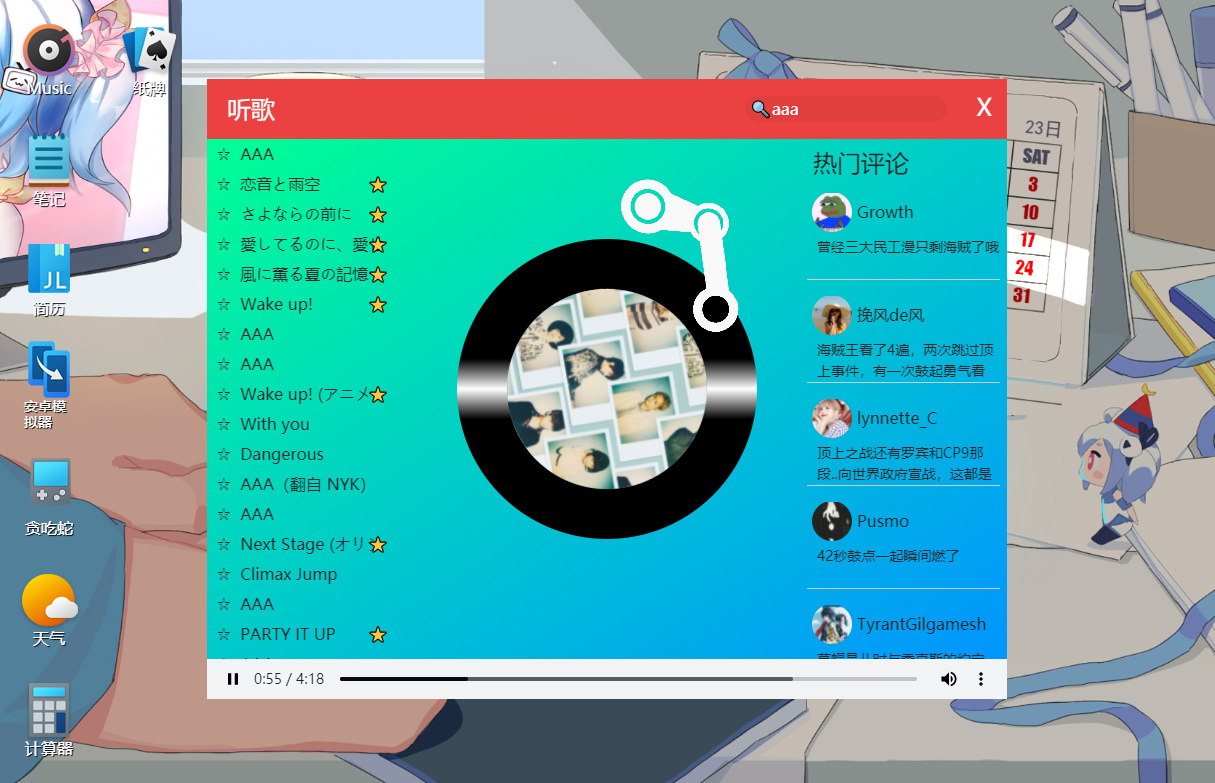 Music
纸牌
笔记
简历
安卓模
拟器
贪吃蛇
天气
计算器
听歌
aaa
X
AAA
恋音と雨空
さよならの前に
愛してるのに、愛
風に薫る夏の記憶
Wake up!
AAA
AAA
Wake up! (アニメ
With you
Dangerous
AAA（翻自 NYK）
AAA
Next Stage (オリ
Climax Jump
AAA
PARTY IT UP
热门评论
Growth
曾经三大民工漫只剩海贼了哦
挽风de风
海贼王看了4遍，两次跳过顶
上事件，有一次鼓起勇气看
lynnette_C
顶上之战还有罗宾和CP9那
段..向世界政府宣战，这都是
Pusmo
42秒鼓点一起瞬间燃了
TyrantGilgamesh
0:55 / 4:18
23日
SAT
3
10
17
24
31
JL